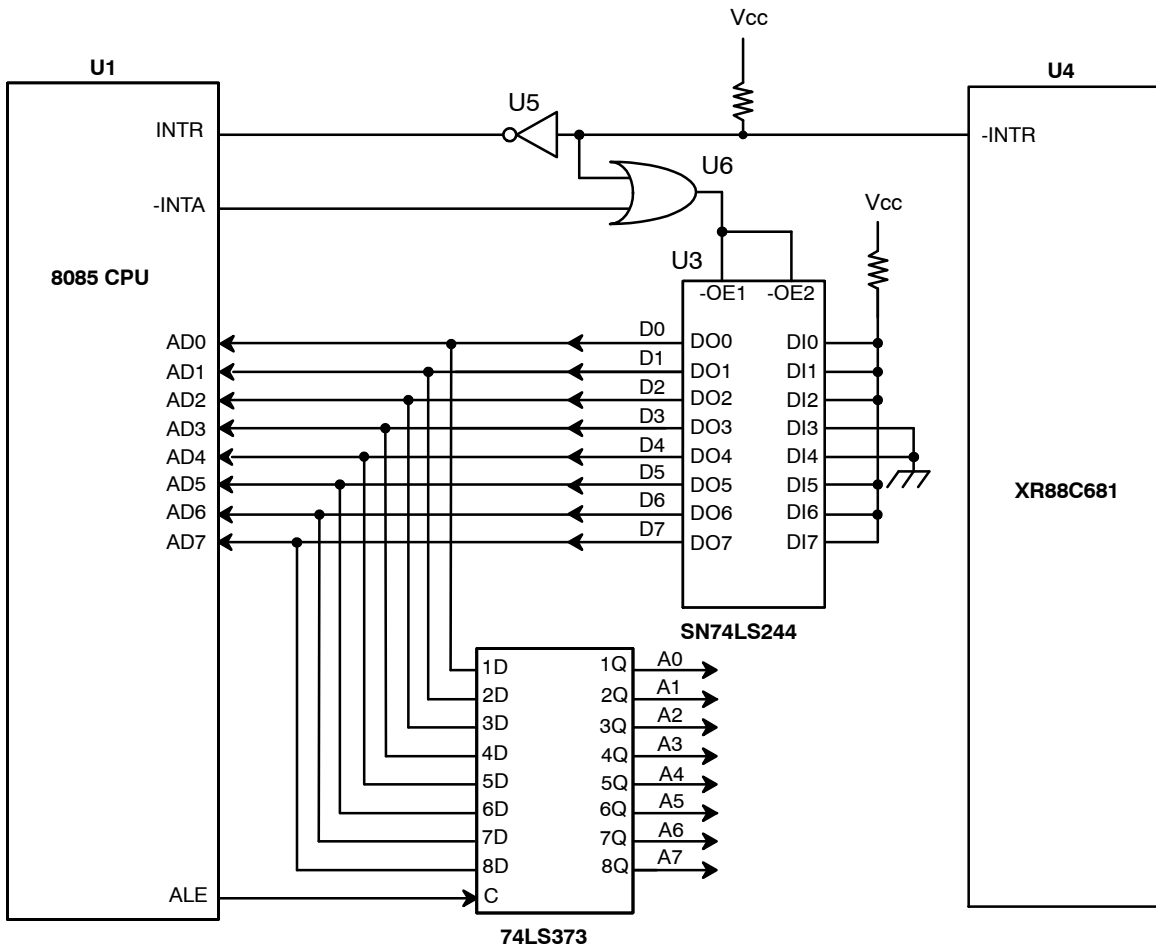 Vcc
U1
U4
U5
INTR
-INTR
U6
-INTA
Vcc
8085 CPU
U3
-OE1 -OE2
AD0 D0 DO0 DI0
AD1 D1 DO1 DI1
AD2 D2 DO2 DI2
AD3 D3 DO3 DI3
AD4 D4 DO4 DI4
AD5 D5 DO5 DI5
AD6 D6 DO6 DI6
AD7 D7 DO7 DI7
XR88C681
SN74LS244
1D 1Q A0
2D 2Q A1
3D 3Q A2
4D 4Q A3
5D 5Q A4
6D 6Q A5
7D 7Q A6
8D 8Q A7
ALE C
74LS373